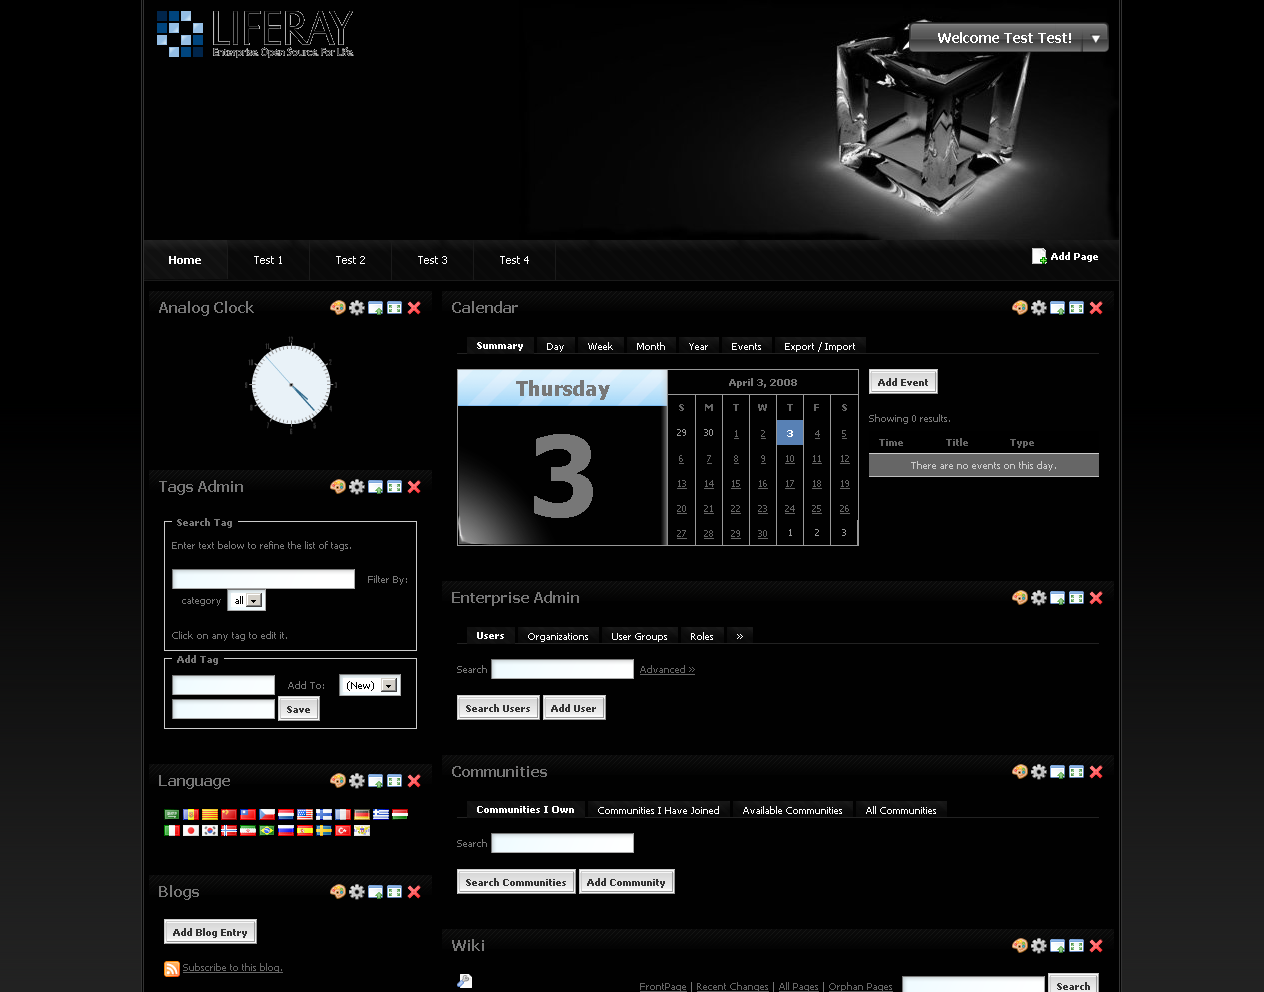 LIFERAY
Enterprise. Open Source. For Life.
Welcome Test Test!
Home
Test 1
Test 2
Test 3
Test 4
Add Page
Analog Clock
Tags Admin
Search Tag
Enter text below to refine the list of tags.
Filter By:
category
all
Click on any tag to edit it.
Add Tag
Add To:
(New)
Save
Language
Blogs
Add Blog Entry
Subscribe to this blog.
Calendar
Summary Day Week Month Year Events Export / Import
Thursday
3
April 3, 2008
S M T W T F S
29 30 1 2 3 4 5
6 7 8 9 10 11 12
13 14 15 16 17 18 19
20 21 22 23 24 25 26
27 28 29 30 1 2 3
Add Event
Showing 0 results.
Time Title Type
There are no events on this day.
Enterprise Admin
Users Organizations User Groups Roles »
Search
Advanced »
Search Users
Add User
Communities
Communities I Own Communities I Have Joined Available Communities All Communities
Search
Search Communities
Add Community
Wiki
FrontPage | Recent Changes | All Pages | Orphan Pages
Search